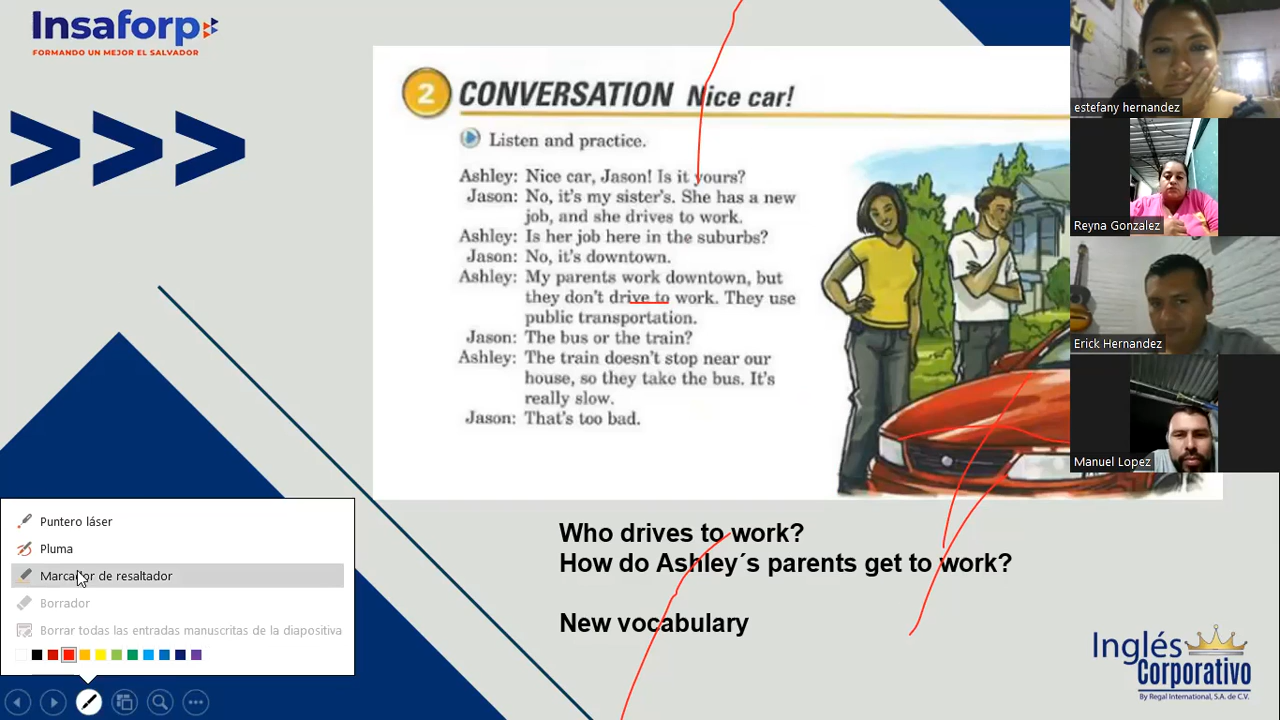 Insaforp
FORMANDO UN MEJOR EL SALVADOR
2 CONVERSATION Nice car!
Listen and practice.
Ashley: Nice car, Jason! Is it yours?
Jason: No, it's my sister's. She has a new
job, and she drives to work.
Ashley: Is her job here in the suburbs?
Jason: No, it's downtown.
Ashley: My parents work downtown, but
they don't drive to work. They use
public transportation.
Jason: The bus or the train?
Ashley: The train doesn't stop near our
house, so they take the bus. It's
really slow.
Jason: That's too bad.
Who drives to work?
How do Ashley´s parents get to work?
New vocabulary
estefany hernandez
Reyna Gonzalez
Erick Hernandez
Manuel Lopez
Puntero láser
Pluma
Marcador de resaltador
Borrador
Borrar todas las entradas manuscritas de la diapositiva
Inglés
Corporativo
By Regal International, S.A. de C.V.